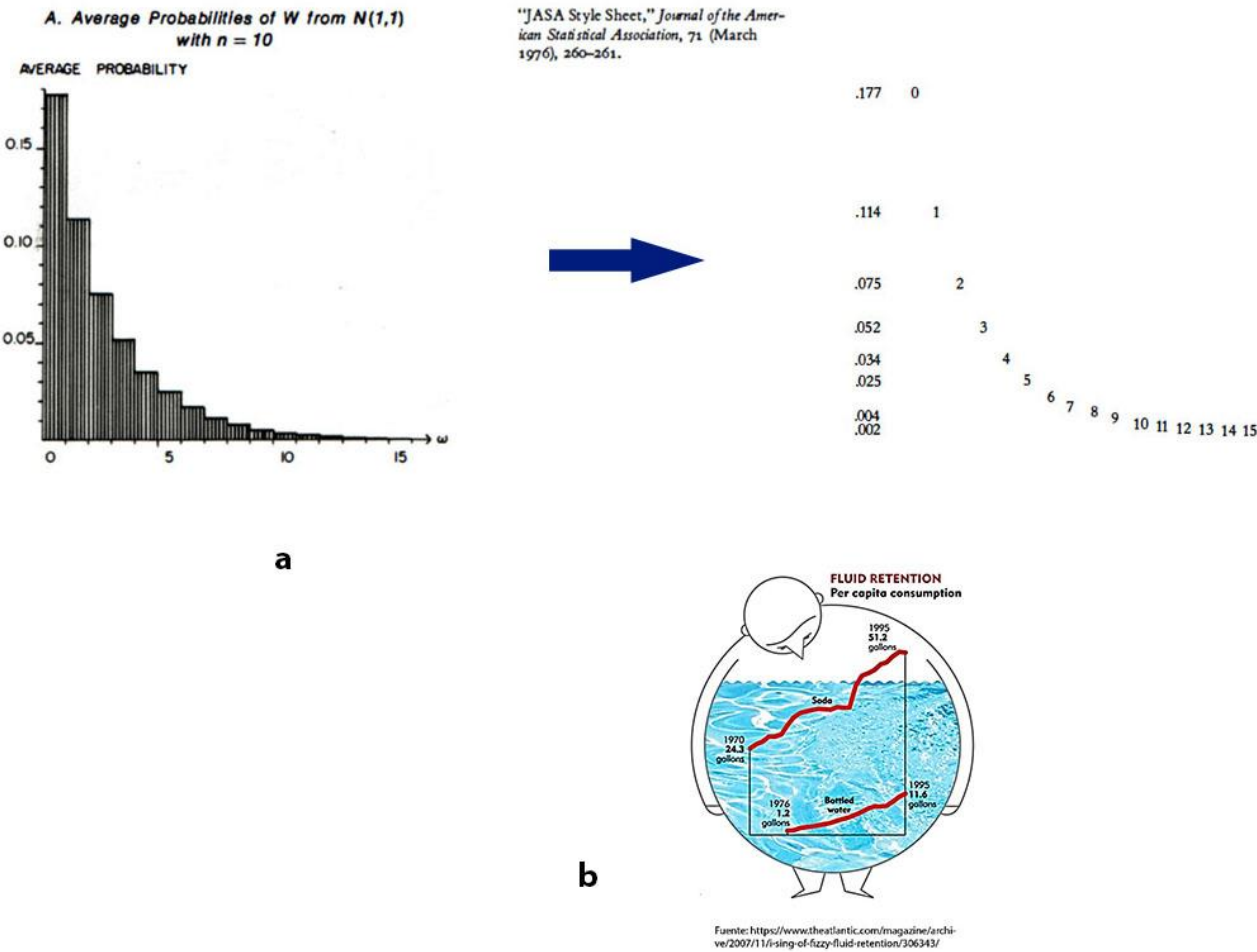 A. Average Probabilities of W from N(1,1)
with n = 10
AVERAGE PROBABILITY
0.15
0.10
0.05
0 5 10 15 ω
"JASA Style Sheet," Journal of the Amer-
ican Statistical Association, 71 (March
1976), 260–261.
.177 0
.114 1
.075 2
.052 3
.034 4
.025 5
6
7
.004 8
9
.002 10 11 12 13 14 15
a
FLUID RETENTION
Per capita consumption
1995
51.2
gallons
Soda
1970
24.3
gallons
1995
11.6
gallons
1976
1.2
gallons
Bottled
water
b
Fuente: https://www.theatlantic.com/magazine/archi-
ve/2007/11/i-sing-of-fizzy-fluid-retention/306343/